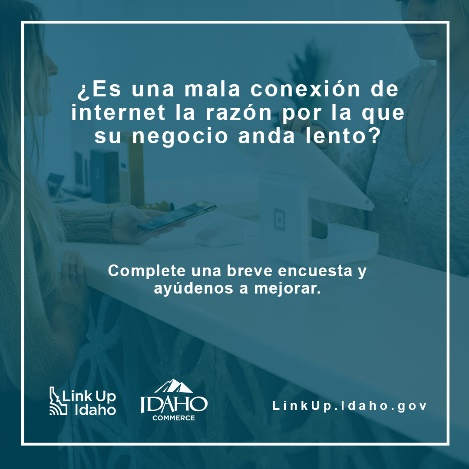 ¿Es una mala conexión de
internet la razón por la que
su negocio anda lento?
Complete una breve encuesta y
ayúdenos a mejorar.
Link Up
Idaho
IDAHO
COMMERCE
LinkUp.Idaho.gov